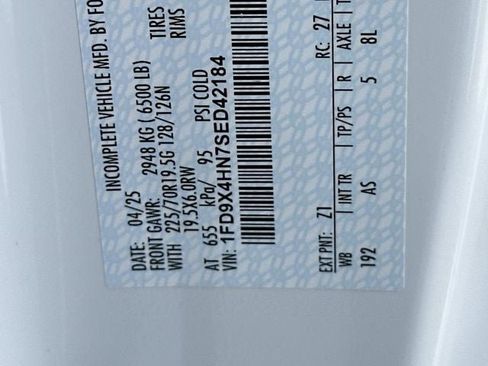 INCOMPLETE VEHICLE MFD. BY FO
DATE: 04/25
FRONT GAWR: 2948 KG ( 6500 LB)
WITH 225/70R19.5G 128/126N TIRES
19.5X6.0RW RIMS
AT 655 kPa/ 95 PSI COLD
VIN: 1FD9X4HN7SED42184
EXT PNT: Z1 RC: 27
WB INT TR TP/PS R AXLE
192 AS 5 8L